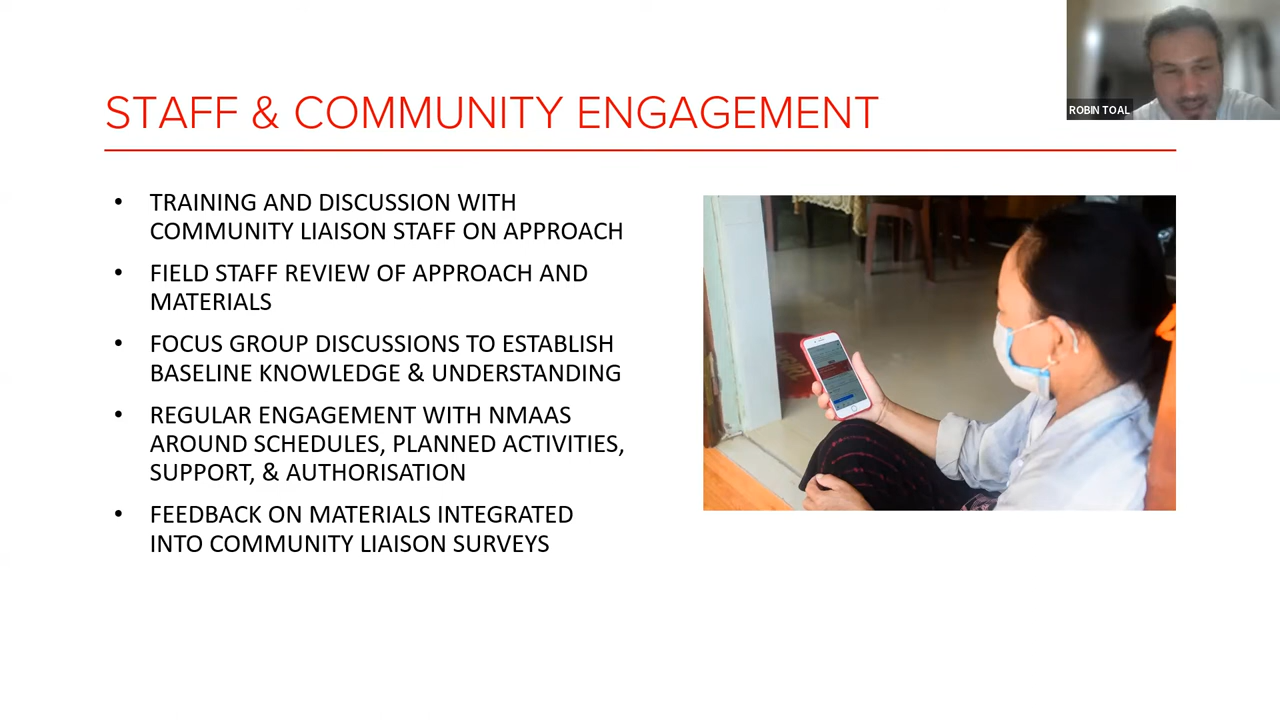 ROBIN TOAL
STAFF & COMMUNITY ENGAGEMENT
• TRAINING AND DISCUSSION WITH
COMMUNITY LIAISON STAFF ON APPROACH
• FIELD STAFF REVIEW OF APPROACH AND
MATERIALS
• FOCUS GROUP DISCUSSIONS TO ESTABLISH
BASELINE KNOWLEDGE & UNDERSTANDING
• REGULAR ENGAGEMENT WITH NMAAS
AROUND SCHEDULES, PLANNED ACTIVITIES,
SUPPORT, & AUTHORISATION
• FEEDBACK ON MATERIALS INTEGRATED
INTO COMMUNITY LIAISON SURVEYS